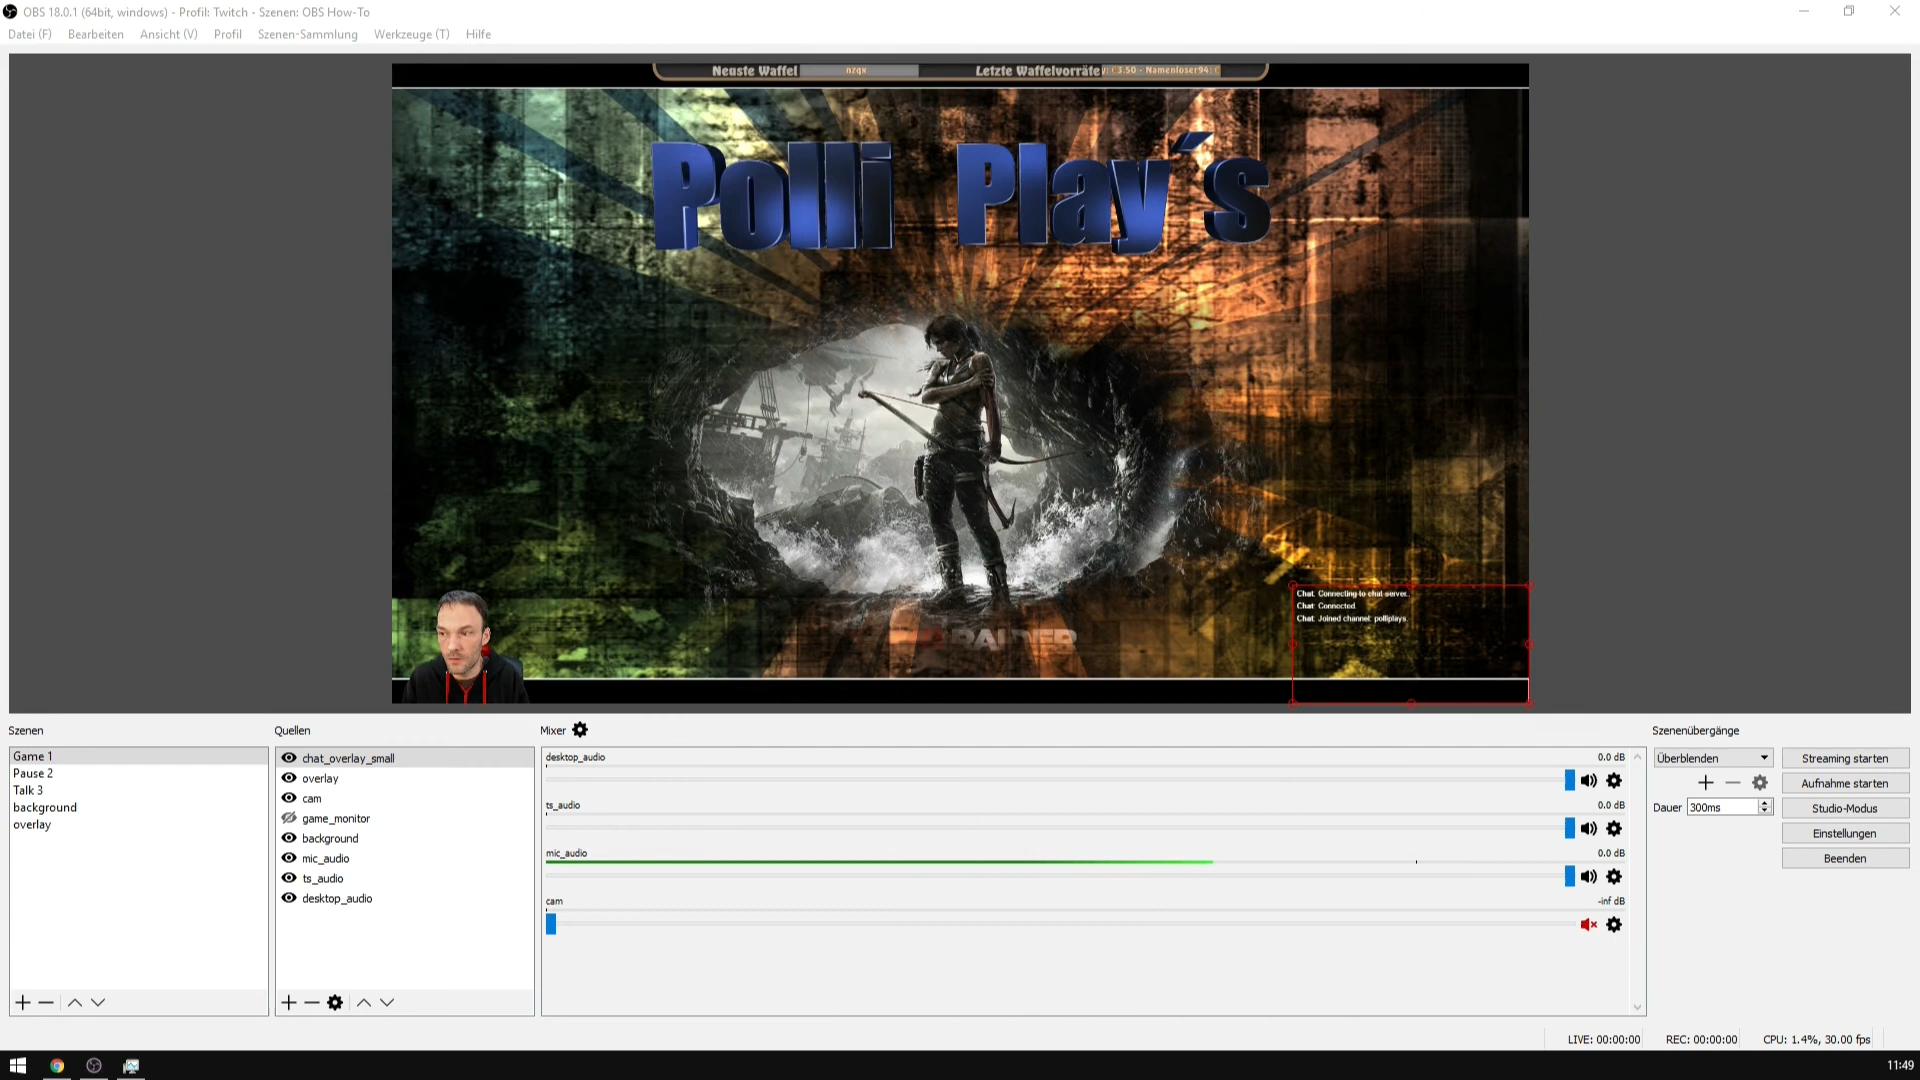 OBS 18.0.1 (64bit, windows) - Profil: Twitch - Szenen: OBS How-To
Datei (F) Bearbeiten Ansicht (V) Profil Szenen-Sammlung Werkzeuge (T) Hilfe
Neuste Waffel nzqx Letzte Waffelvorräte 3.50 - Namenloser94:
Polli Play´s
RAIDER
Chat: Connecting to chat server..
Chat: Connected.
Chat: Joined channel: polliplays.
Szenen
Game 1
Pause 2
Talk 3
background
overlay
Quellen
chat_overlay_small
overlay
cam
game_monitor
background
mic_audio
ts_audio
desktop_audio
Mixer
desktop_audio 0.0 dB
ts_audio 0.0 dB
mic_audio 0.0 dB
cam -inf dB
Szenenübergänge
Überblenden
Dauer 300ms
Streaming starten
Aufnahme starten
Studio-Modus
Einstellungen
Beenden
LIVE: 00:00:00 REC: 00:00:00 CPU: 1.4%, 30.00 fps
11:49